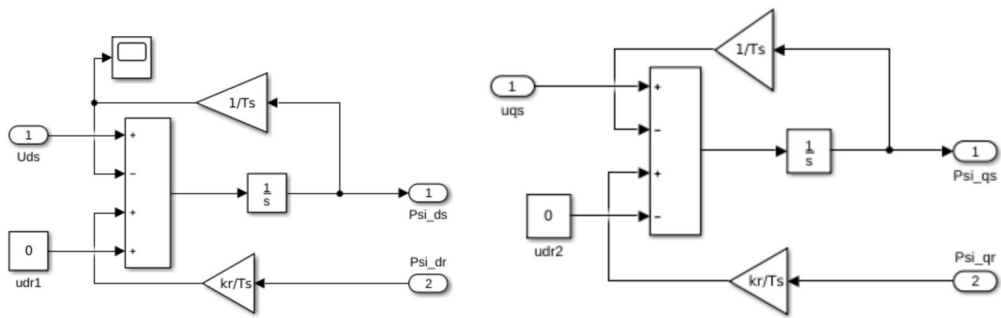 1/Ts
+
1
Uds
−
1
s
1
Psi_ds
+
0
+
udr1
kr/Ts
Psi_dr
2
1/Ts
1
+
uqs
−
1
s
1
Psi_qs
+
0
−
udr2
kr/Ts
Psi_qr
2